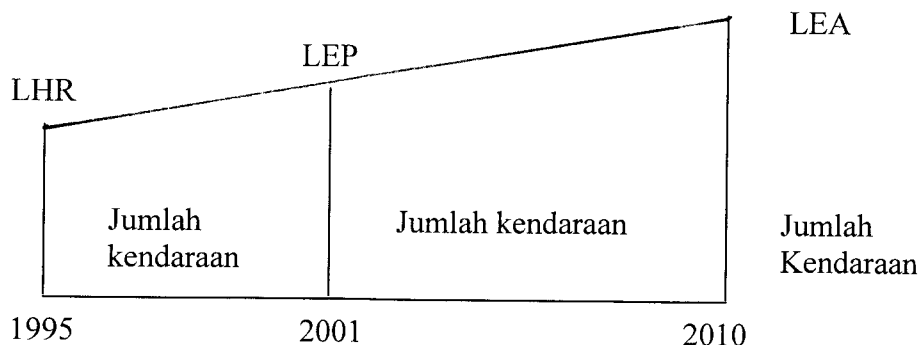 LEA
LEP
LHR
Jumlah
kendaraan
Jumlah kendaraan
Jumlah
Kendaraan
1995
2001
2010